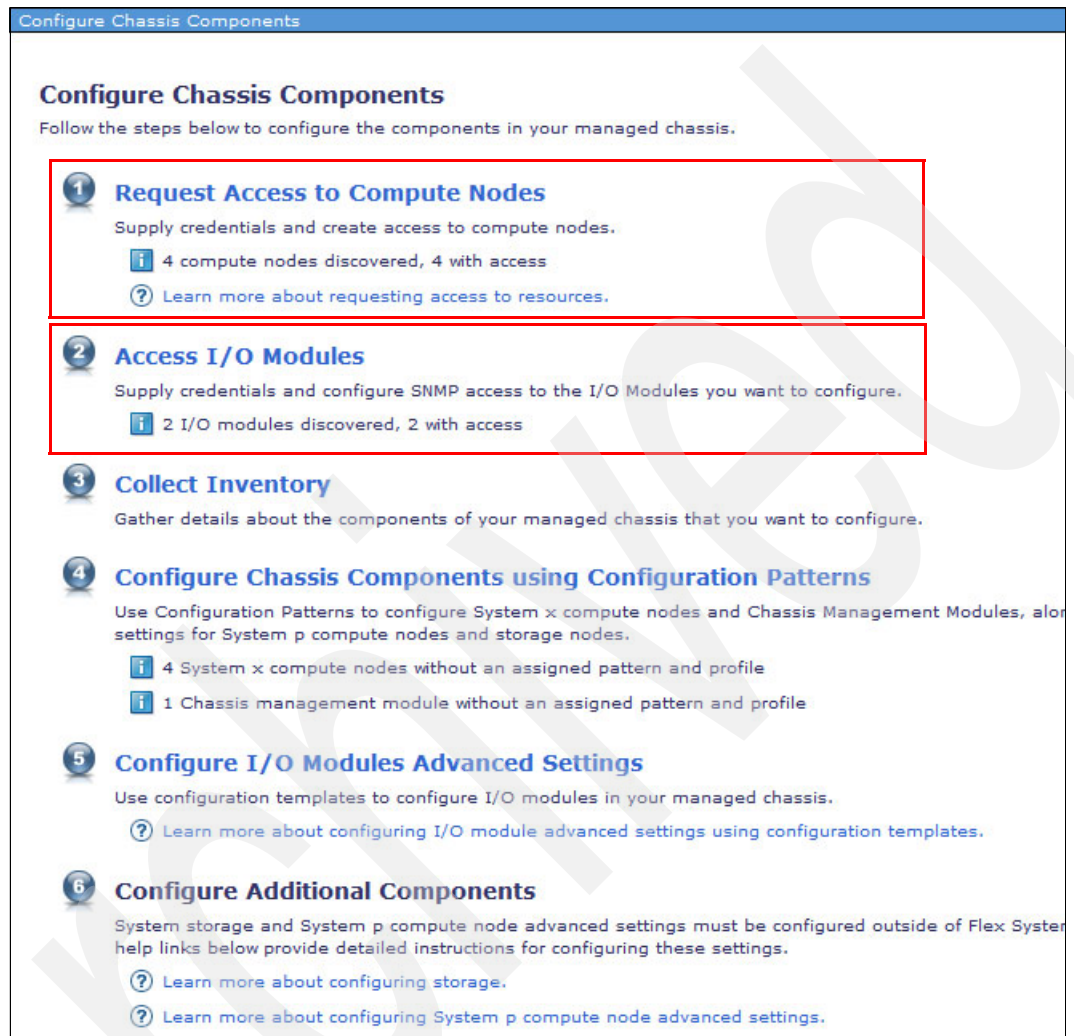 Configure Chassis Components
Configure Chassis Components
Follow the steps below to configure the components in your managed chassis.
1 Request Access to Compute Nodes
Supply credentials and create access to compute nodes.
i 4 compute nodes discovered, 4 with access
? Learn more about requesting access to resources.
2 Access I/O Modules
Supply credentials and configure SNMP access to the I/O Modules you want to configure.
i 2 I/O modules discovered, 2 with access
3 Collect Inventory
Gather details about the components of your managed chassis that you want to configure.
4 Configure Chassis Components using Configuration Patterns
Use Configuration Patterns to configure System x compute nodes and Chassis Management Modules, alon
settings for System p compute nodes and storage nodes.
i 4 System x compute nodes without an assigned pattern and profile
i 1 Chassis management module without an assigned pattern and profile
5 Configure I/O Modules Advanced Settings
Use configuration templates to configure I/O modules in your managed chassis.
? Learn more about configuring I/O module advanced settings using configuration templates.
6 Configure Additional Components
System storage and System p compute node advanced settings must be configured outside of Flex System
help links below provide detailed instructions for configuring these settings.
? Learn more about configuring storage.
? Learn more about configuring System p compute node advanced settings.